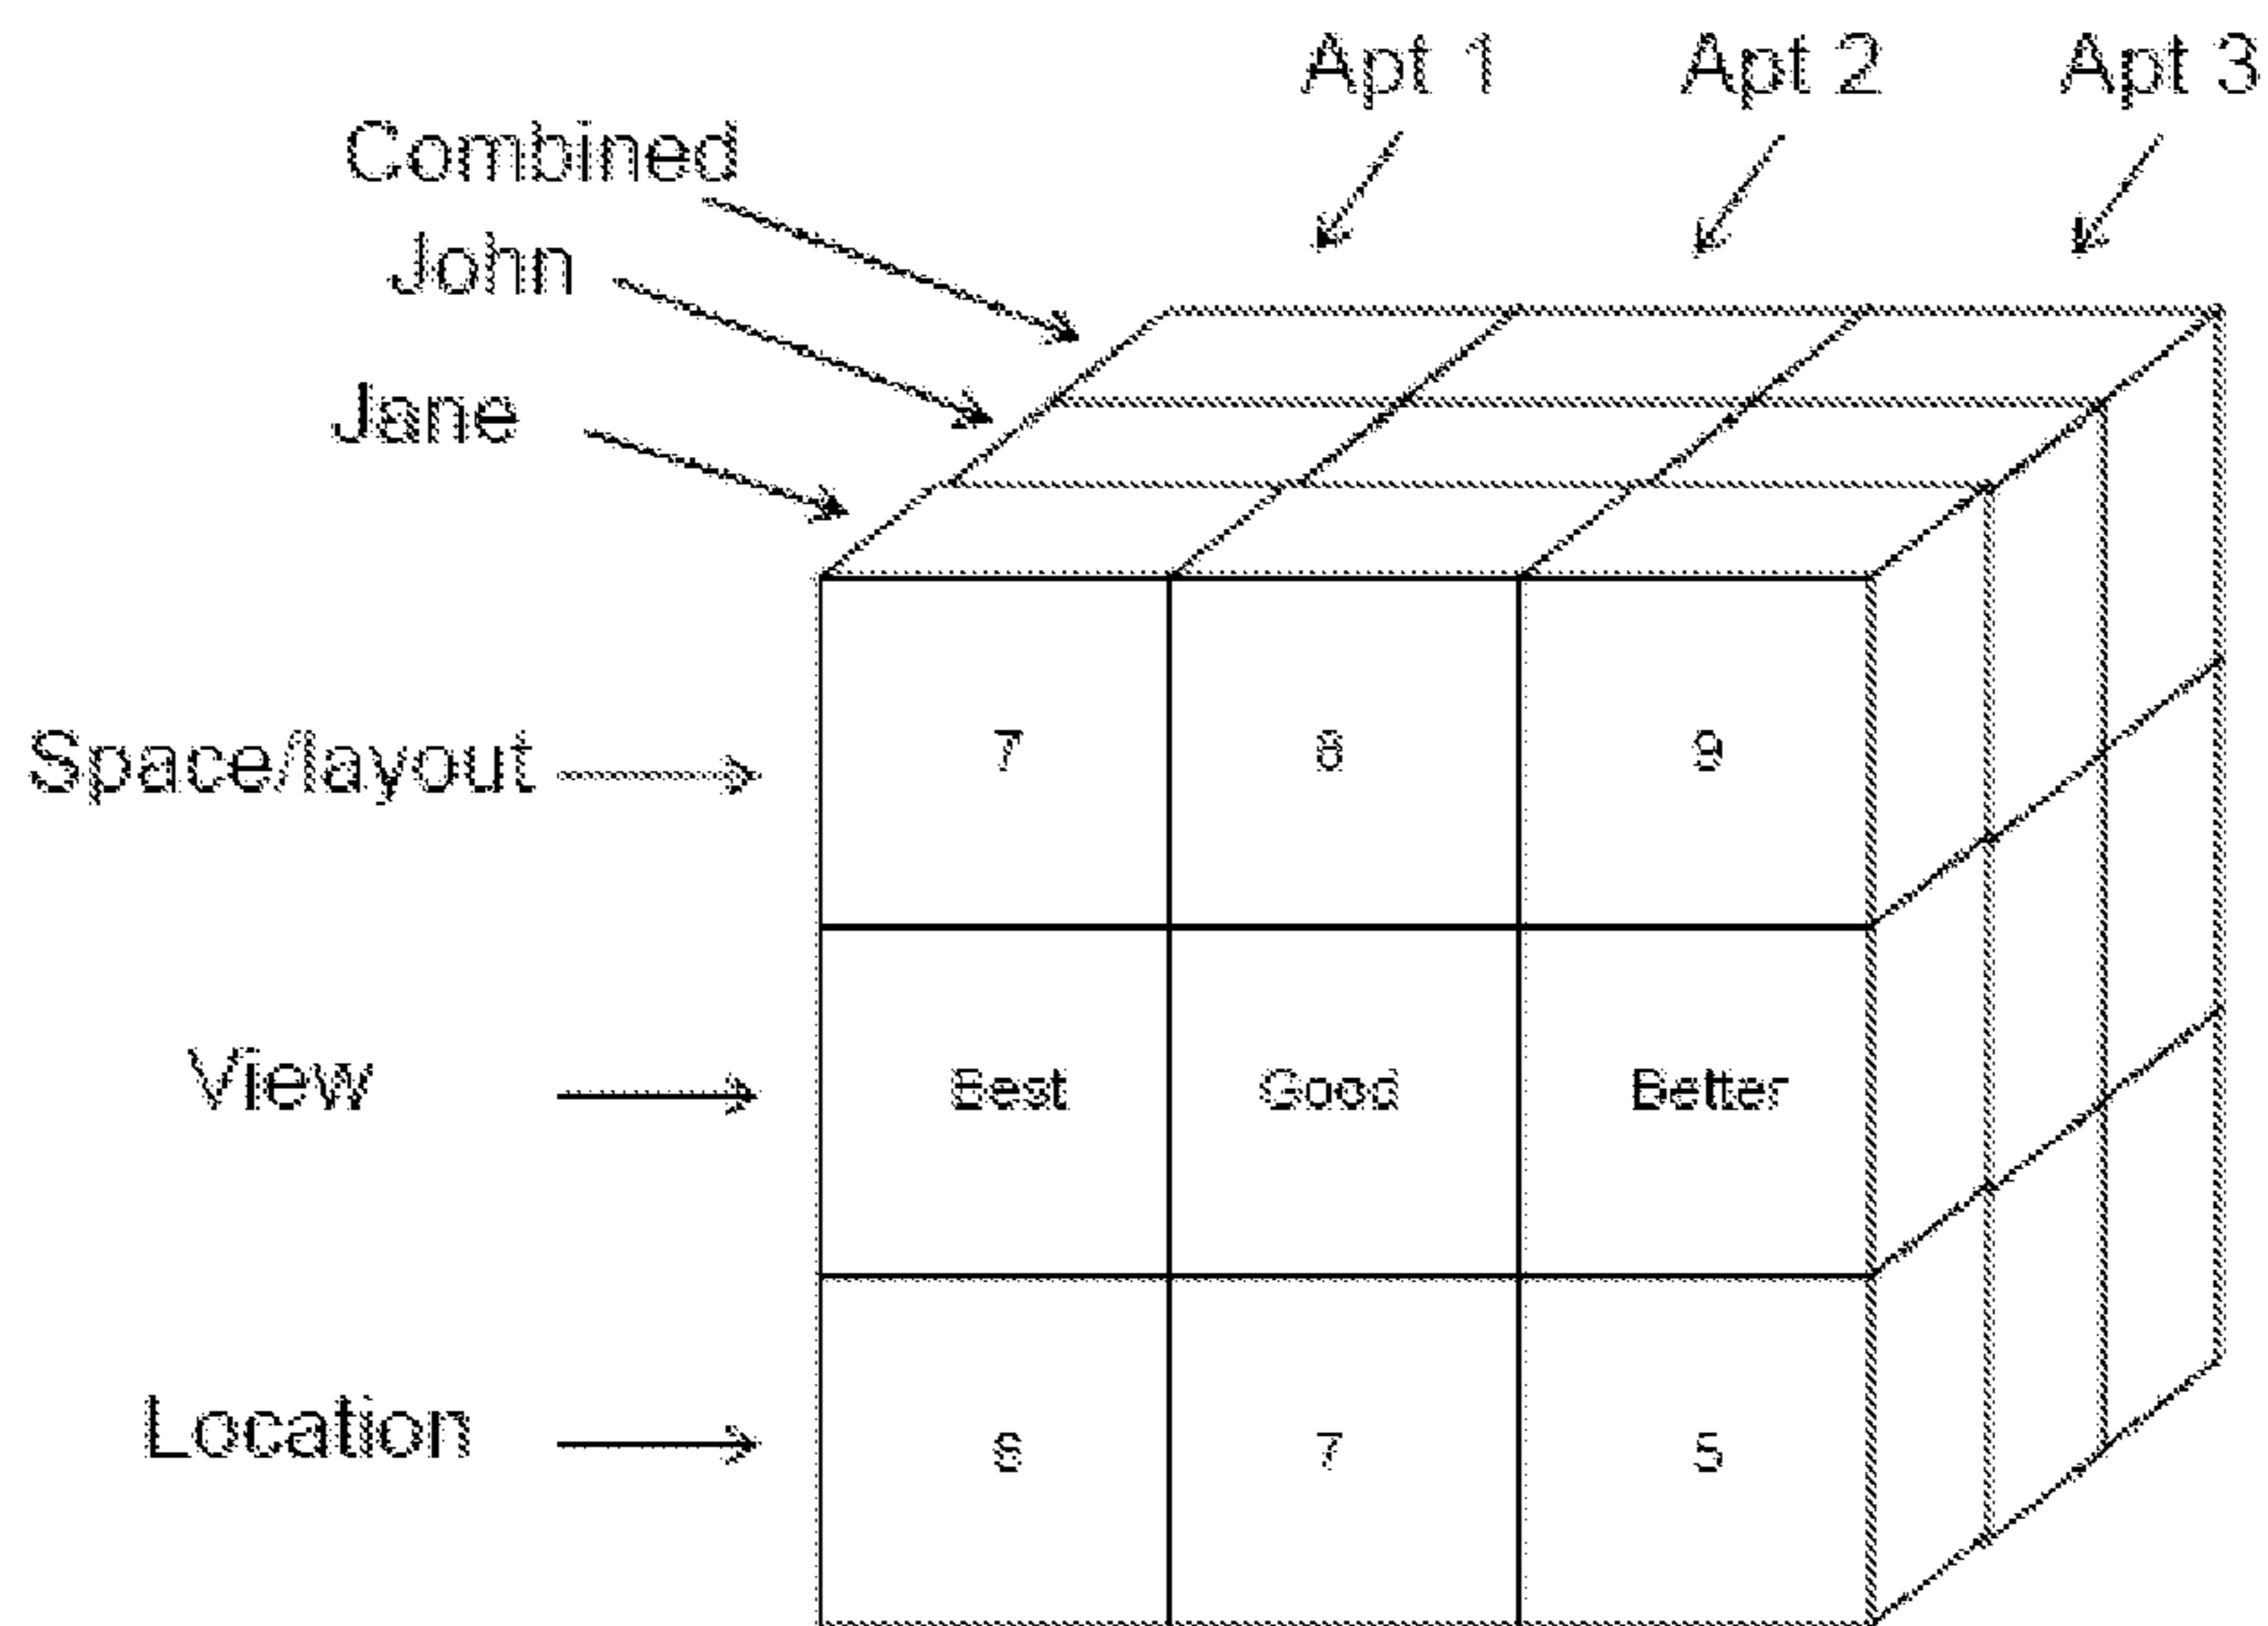 Apt 1 Apt 2 Apt 3
Combined
John
Jane
Space/layout 7 8 9
View Best Good Better
Location 7 5